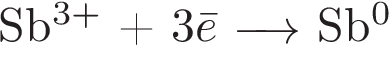 Sb³⁺ + 3ē ⟶ Sb⁰